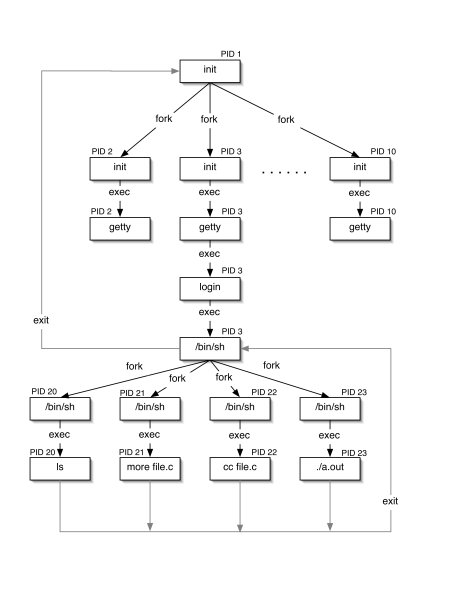 PID 1
init
fork fork fork
PID 2 PID 3 PID 10
init init . . . . . . init
exec exec exec
PID 2 PID 3 PID 10
getty getty getty
exec
PID 3
login
exec
exit
PID 3
/bin/sh
fork fork fork fork
PID 20 PID 21 PID 22 PID 23
/bin/sh /bin/sh /bin/sh /bin/sh
exec exec exec exec
PID 20 PID 21 PID 22 PID 23
ls more file.c cc file.c ./a.out
exit